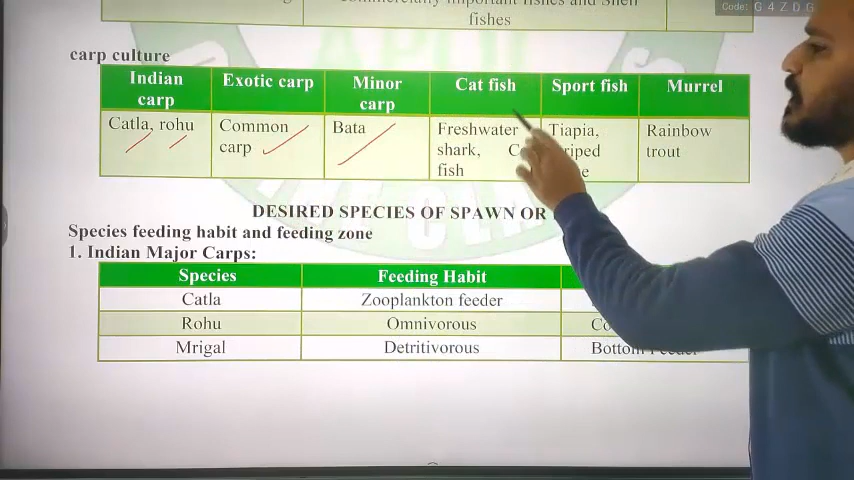 fishes
Code: G 4 Z D G
carp culture
Indian carp
Exotic carp
Minor carp
Cat fish
Sport fish
Murrel
Catla, rohu
Common carp
Bata
Freshwater shark,
fish
Tiapia,
Rainbow trout
DESIRED SPECIES OF SPAWN OR
Species feeding habit and feeding zone
1. Indian Major Carps:
Species Feeding Habit
Catla Zooplankton feeder
Rohu Omnivorous
Mrigal Detritivorous Bottom